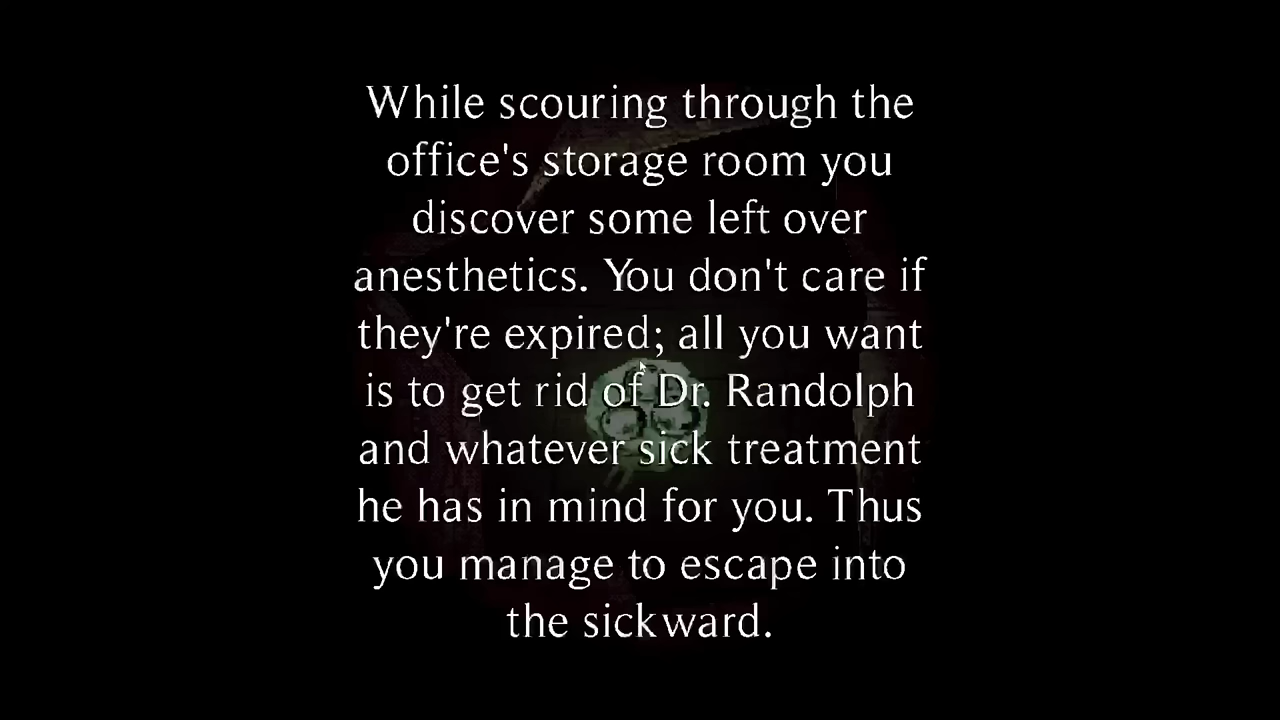 While scouring through the
office's storage room you
discover some left over
anesthetics. You don't care if
they're expired; all you want
is to get rid of Dr. Randolph
and whatever sick treatment
he has in mind for you. Thus
you manage to escape into
the sickward.